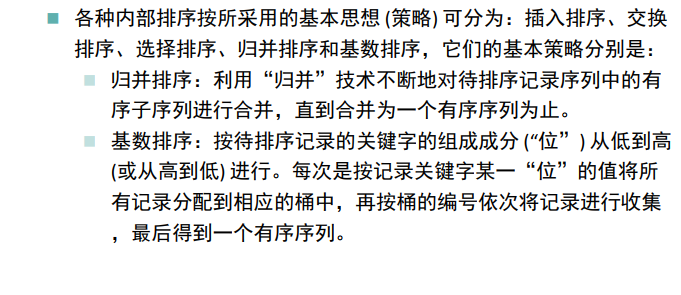 各种内部排序按所采用的基本思想 (策略) 可分为：插入排序、交换
排序、选择排序、归并排序和基数排序，它们的基本策略分别是：
归并排序：利用“归并”技术不断地对待排序记录序列中的有
序子序列进行合并，直到合并为一个有序序列为止。
基数排序：按待排序记录的关键字的组成成分 (“位”) 从低到高
(或从高到低) 进行。每次是按记录关键字某一“位”的值将所
有记录分配到相应的桶中，再按桶的编号依次将记录进行收集
，最后得到一个有序序列。